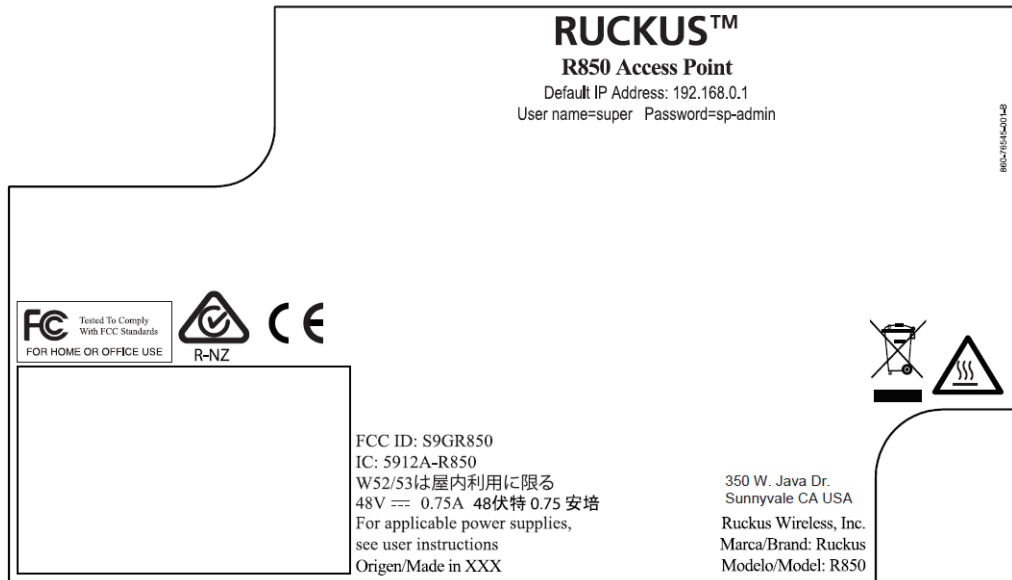 RUCKUS™
R850 Access Point
Default IP Address: 192.168.0.1
User name=super Password=sp-admin
860-76545-001-B
FC Tested To Comply
With FCC Standards
FOR HOME OR OFFICE USE
R-NZ
CE
FCC ID: S9GR850
IC: 5912A-R850
W52/53は屋内利用に限る
48V ⎓ 0.75A 48伏特 0.75 安培
For applicable power supplies,
see user instructions
Origen/Made in XXX
350 W. Java Dr.
Sunnyvale CA USA
Ruckus Wireless, Inc.
Marca/Brand: Ruckus
Modelo/Model: R850